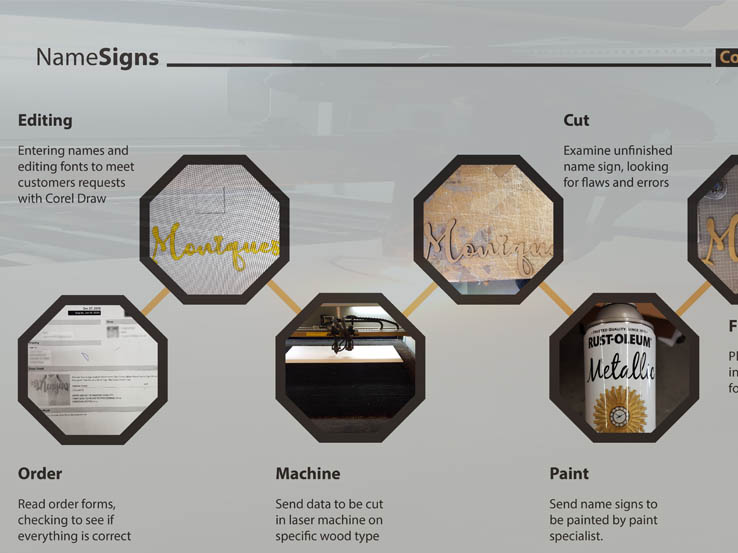 NameSigns
Co
Editing
Entering names and
editing fonts to meet
customers requests
with Corel Draw
Moniques
Order
Read order forms,
checking to see if
everything is correct
Machine
Send data to be cut
in laser machine on
specific wood type
Cut
Examine unfinished
name sign, looking
for flaws and errors
Monique
RUST-OLEUM
Metallic
Paint
Send name signs to
be painted by paint
specialist.
F
Pl
in
fo